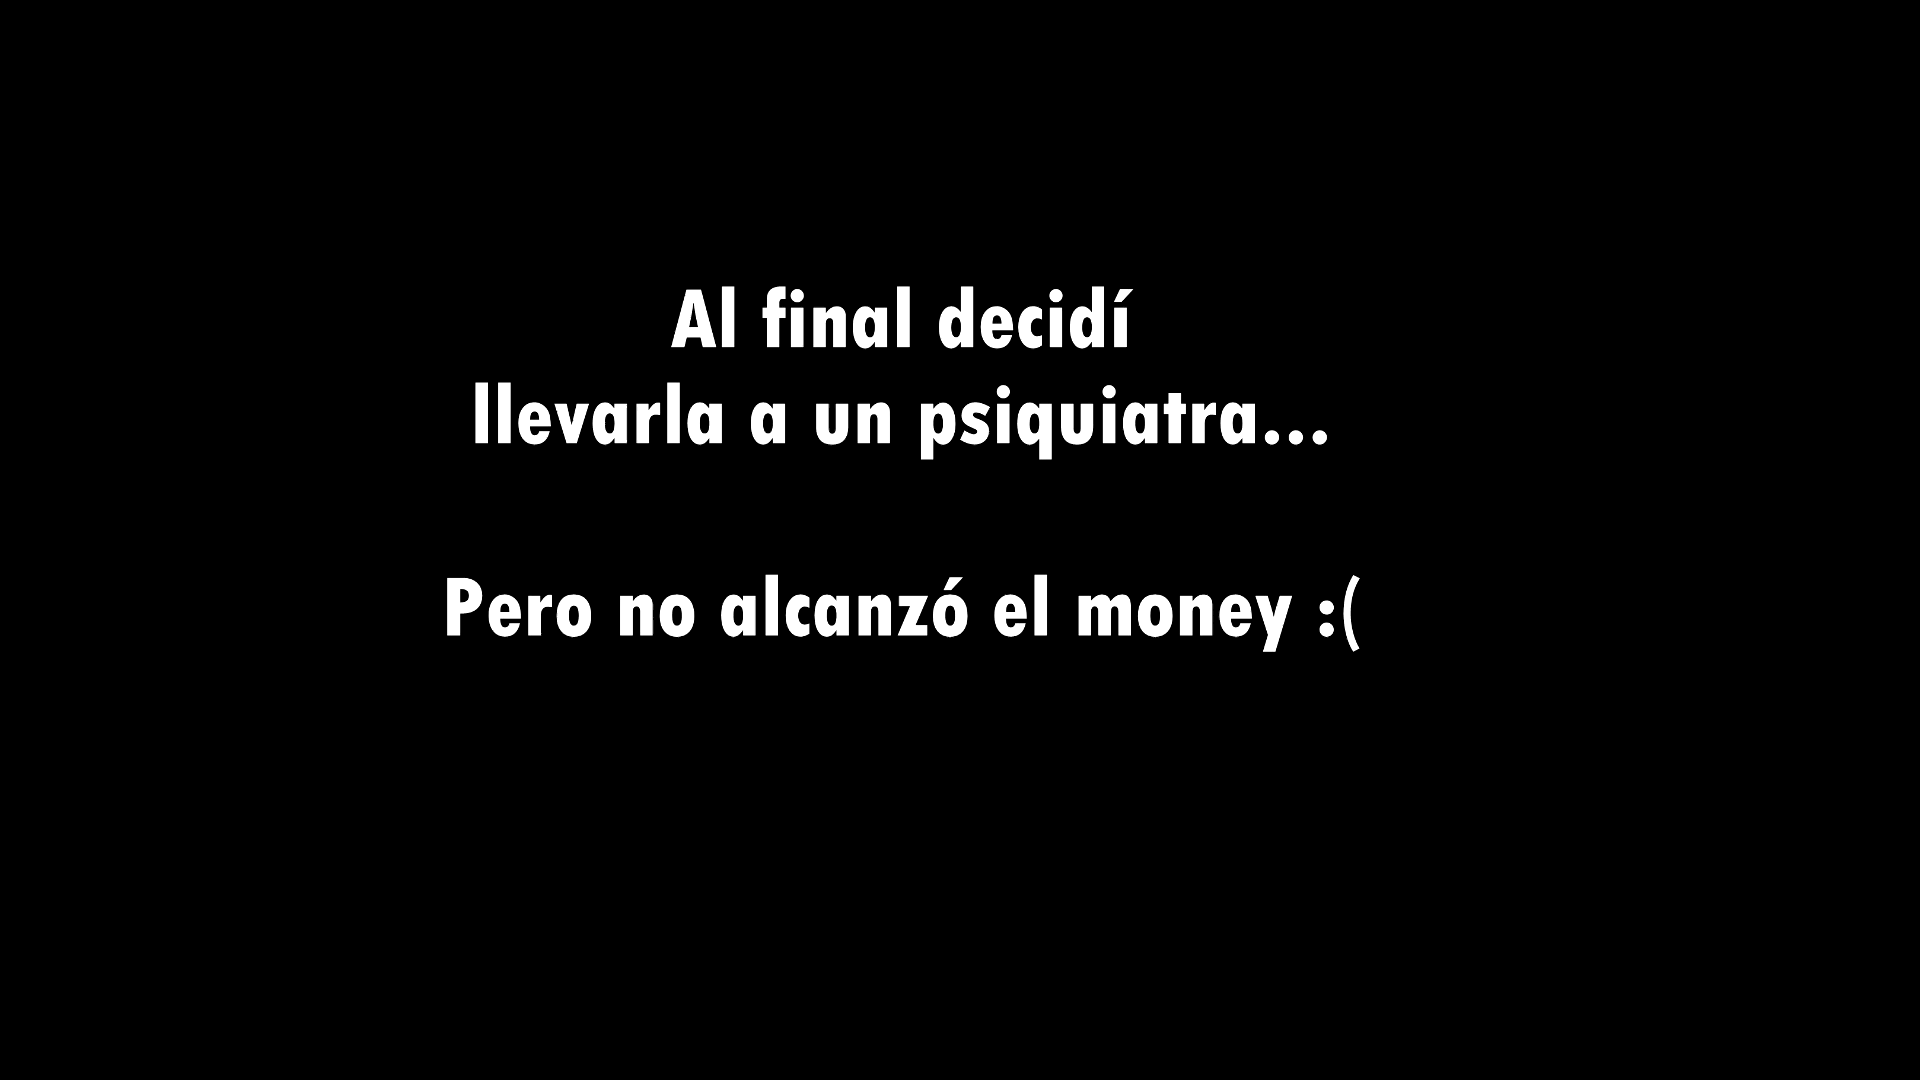 Al final decidí
llevarla a un psiquiatra...
Pero no alcanzó el money :(